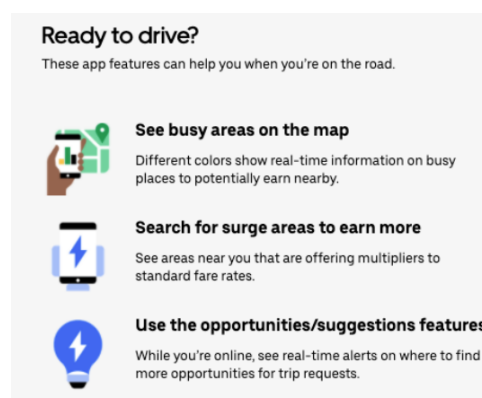 Ready to drive?
These app features can help you when you're on the road.
See busy areas on the map
Different colors show real-time information on busy
places to potentially earn nearby.
Search for surge areas to earn more
See areas near you that are offering multipliers to
standard fare rates.
Use the opportunities/suggestions features
While you're online, see real-time alerts on where to find
more opportunities for trip requests.